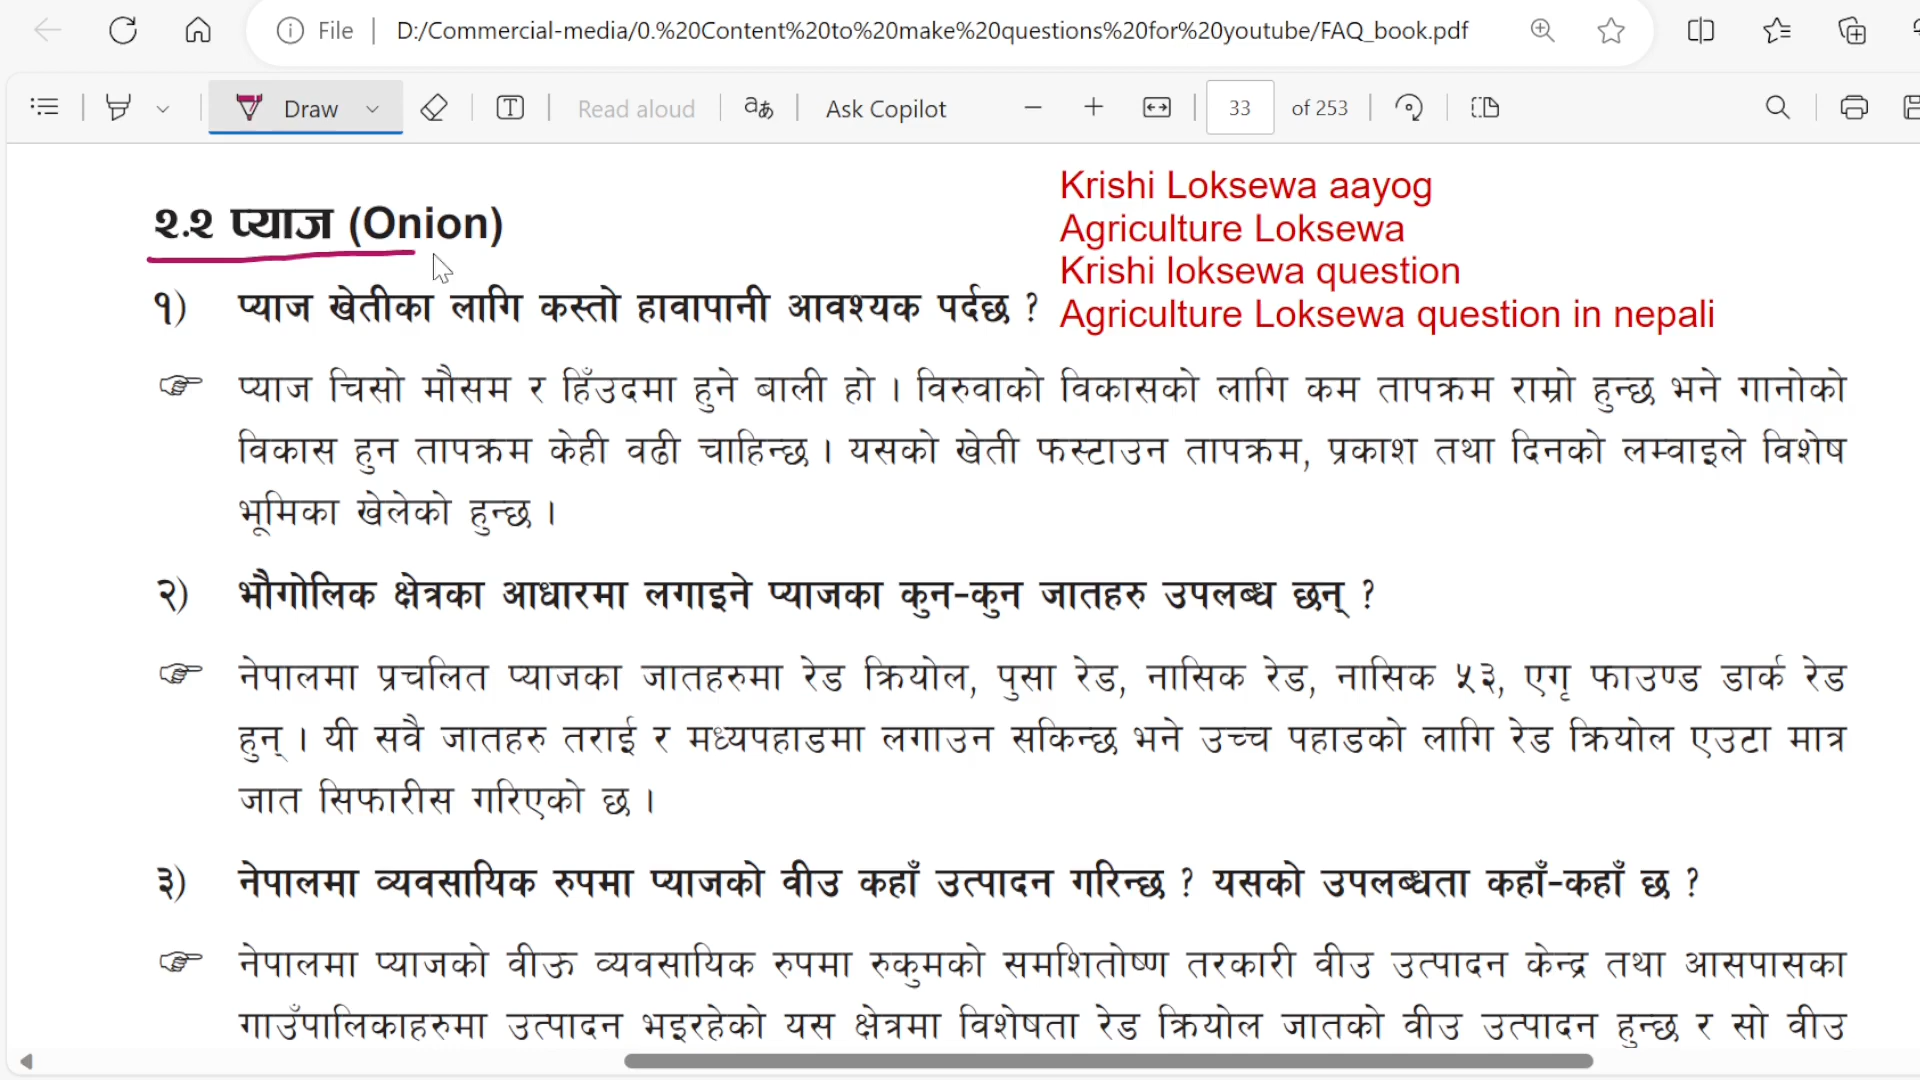 File
D:/Commercial-media/0.%20Content%20to%20make%20questions%20for%20youtube/FAQ_book.pdf
Draw
Read aloud
Ask Copilot
33
of 253
२.२ प्याज (Onion)
Krishi Loksewa aayog
Agriculture Loksewa
Krishi loksewa question
Agriculture Loksewa question in nepali
१) प्याज खेतीका लागि कस्तो हावापानी आवश्यक पर्दछ ?
प्याज चिसो मौसम र हिँउदमा हुने बाली हो । विरुवाको विकासको लागि कम तापक्रम राम्रो हुन्छ भने गानोको
विकास हुन तापक्रम केही वढी चाहिन्छ । यसको खेती फस्टाउन तापक्रम, प्रकाश तथा दिनको लम्वाइले विशेष
भूमिका खेलेको हुन्छ ।
२) भौगोलिक क्षेत्रका आधारमा लगाइने प्याजका कुन-कुन जातहरु उपलब्ध छन् ?
नेपालमा प्रचलित प्याजका जातहरुमा रेड क्रियोल, पुसा रेड, नासिक रेड, नासिक ५३, एगृ फाउण्ड डार्क रेड
हुन् । यी सवै जातहरु तराई र मध्यपहाडमा लगाउन सकिन्छ भने उच्च पहाडको लागि रेड क्रियोल एउटा मात्र
जात सिफारीस गरिएको छ ।
३) नेपालमा व्यवसायिक रुपमा प्याजको वीउ कहाँ उत्पादन गरिन्छ ? यसको उपलब्धता कहाँ-कहाँ छ ?
नेपालमा प्याजको वीऊ व्यवसायिक रुपमा रुकुमको समशितोष्ण तरकारी वीउ उत्पादन केन्द्र तथा आसपासका
गाउँपालिकाहरुमा उत्पादन भइरहेको यस क्षेत्रमा विशेषता रेड क्रियोल जातको वीउ उत्पादन हुन्छ र सो वीउ